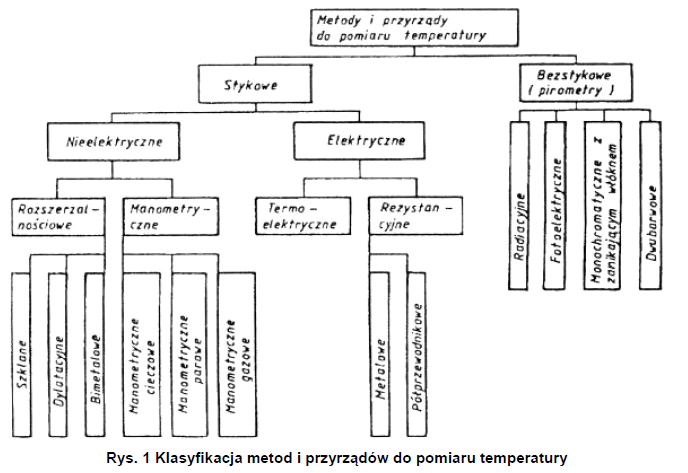 Metody i przyrządy
do pomiaru temperatury
Stykowe
Bezstykowe
( pirometry )
Nieelektryczne
Elektryczne
Rozszerzal-
nościowe
Manometry-
czne
Termo-
elektryczne
Rezystan-
cyjne
Radiacyjne
Fotoelektryczne
Monochromatyczne z
zanikającym włóknem
Dwubarwowe
Szklane
Dylatacyjne
Bimetalowe
Manometryczne
cieczowe
Manometryczne
parowe
Manometryczne
gazowe
Metalowe
Półprzewodnikowe
Rys. 1 Klasyfikacja metod i przyrządów do pomiaru temperatury